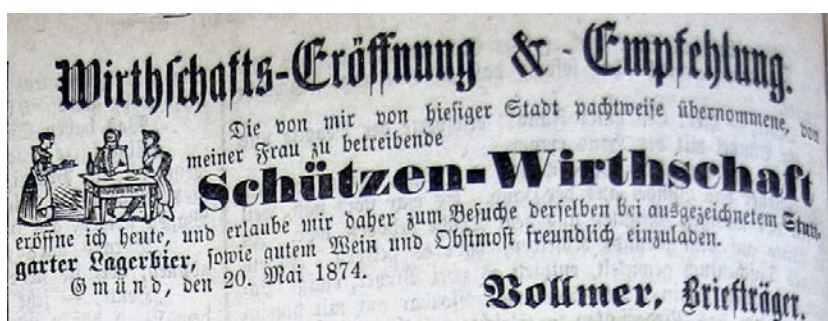 Wirthschafts-Eröffnung & Empfehlung.
Die von mir von hiesiger Stadt pachtweise übernommene, von
meiner Frau zu betreibende
Schützen-Wirthschaft
eröffne ich heute, und erlaube mir daher zum Besuche derselben bei ausgezeichnetem Stutt-
garter Lagerbier, sowie gutem Wein und Obstmost freundlich einzuladen.
Gmünd, den 20. Mai 1874.
Vollmer, Briefträger.